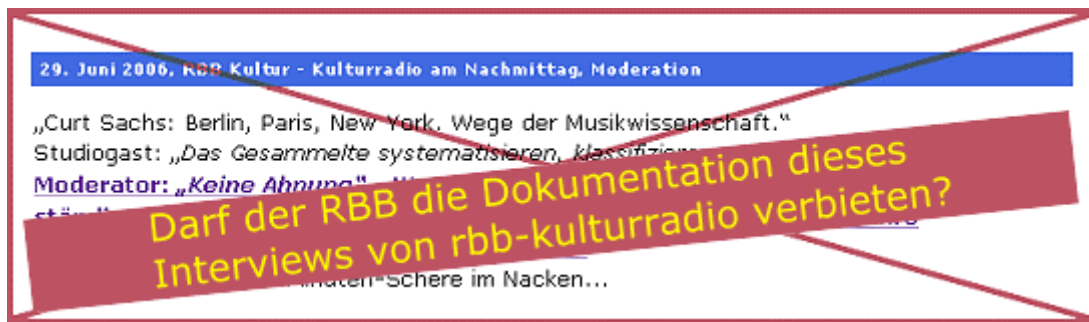 29. Juni 2006, RBB Kultur - Kulturradio am Nachmittag, Moderation
„Curt Sachs: Berlin, Paris, New York. Wege der Musikwissenschaft.“
Studiogast: „Das Gesammelte systematisieren, klassifizieren
Moderator: „Keine Ahnung“
Darf der RBB die Dokumentation dieses
Interviews von rbb-kulturradio verbieten?
-Schere im Nacken...